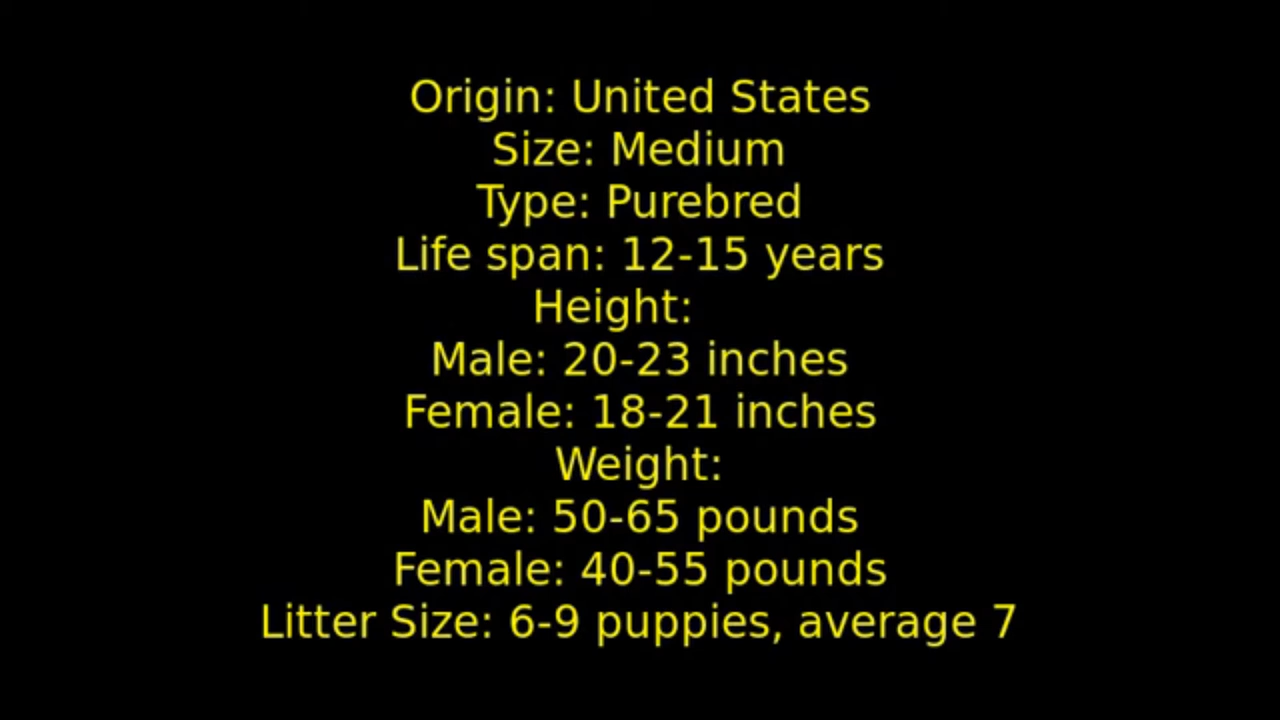 Origin: United States
Size: Medium
Type: Purebred
Life span: 12-15 years
Height:
Male: 20-23 inches
Female: 18-21 inches
Weight:
Male: 50-65 pounds
Female: 40-55 pounds
Litter Size: 6-9 puppies, average 7